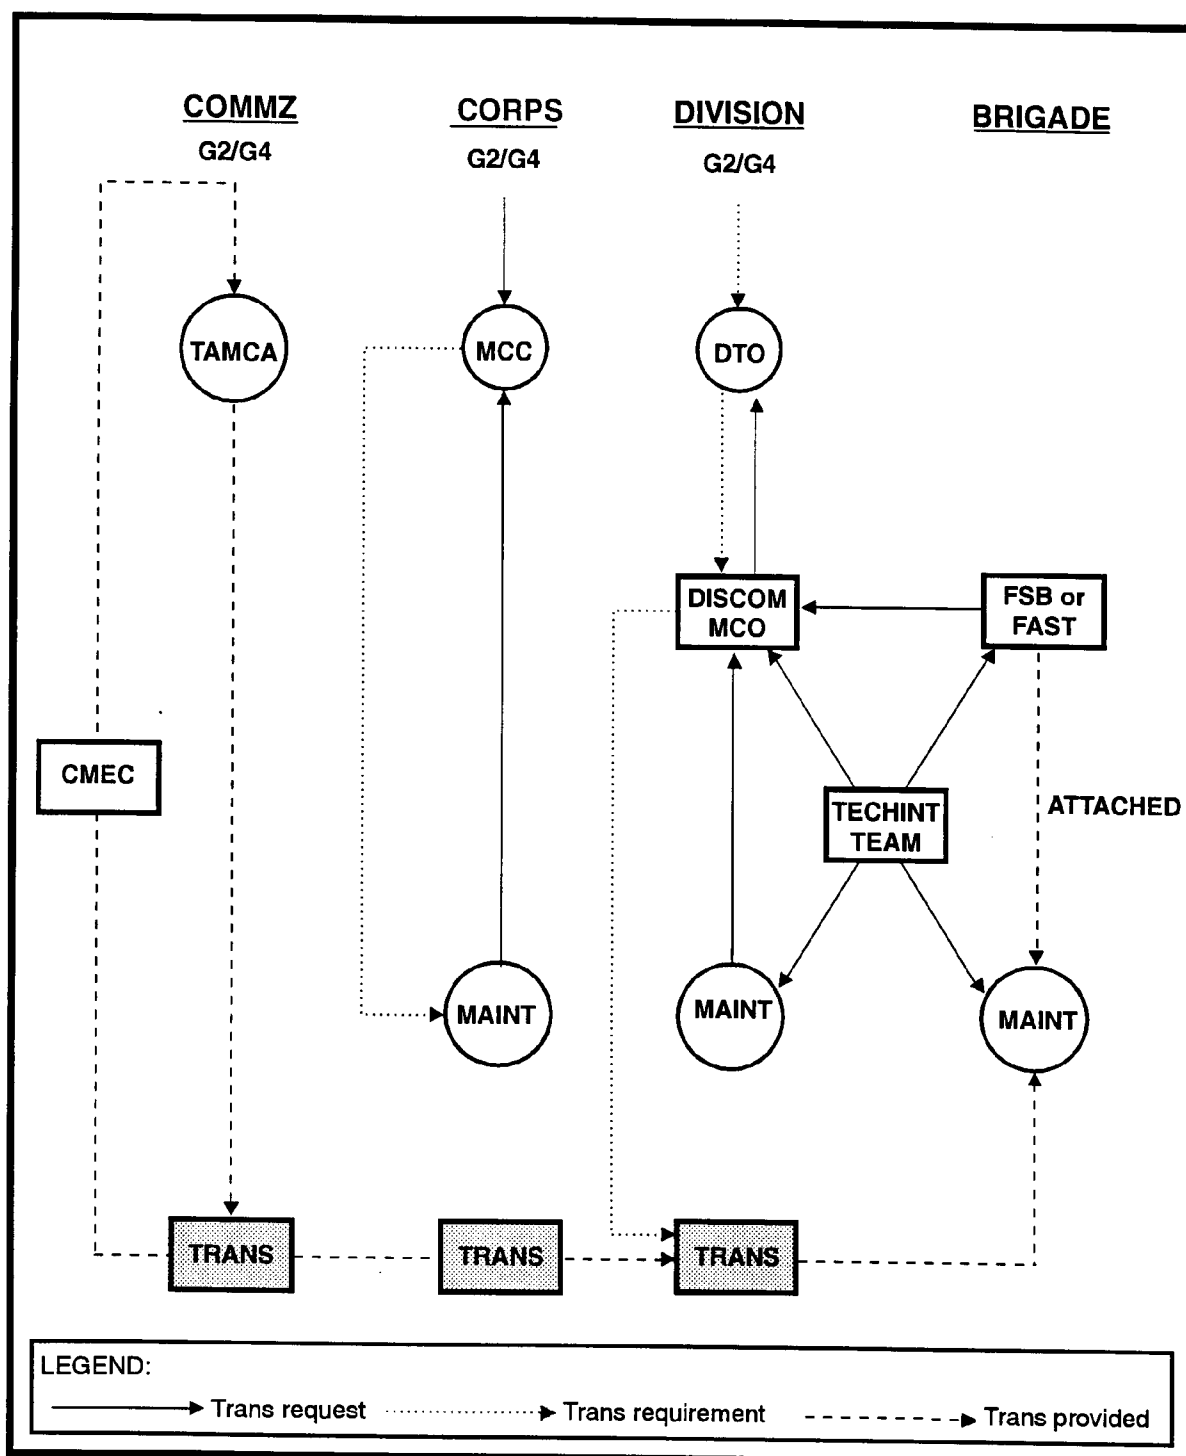 COMMZ
CORPS
DIVISION
BRIGADE
G2/G4
G2/G4
G2/G4
TAMCA
MCC
DTO
DISCOM
MCO
FSB or
FAST
CMEC
TECHINT
TEAM
ATTACHED
MAINT
MAINT
MAINT
TRANS
TRANS
TRANS
LEGEND:
Trans request
Trans requirement
Trans provided